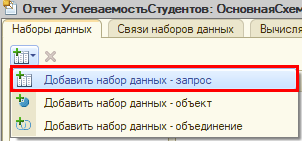 Отчет УспеваемостьСтудентов: ОсновнаяСхем
Наборы данных Связи наборов данных Вычисля
Добавить набор данных - запрос
Добавить набор данных - объект
Добавить набор данных - объединение